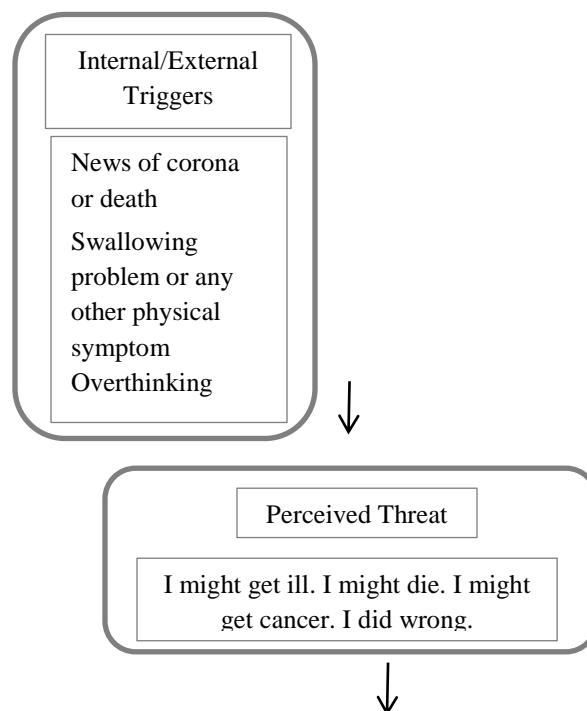 Internal/External
Triggers
News of corona
or death
Swallowing
problem or any
other physical
symptom
Overthinking
Perceived Threat
I might get ill. I might die. I might
get cancer. I did wrong.